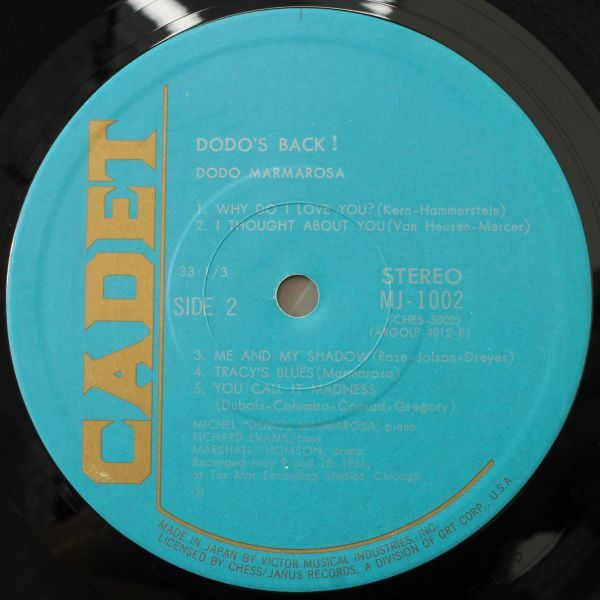 CADET
DODO'S BACK!
DODO MARMAROSA
1. WHY DO I LOVE YOU? (Kern-Hammerstein)
2. I THOUGHT ABOUT YOU (Van Heusen-Mercer)
33 1/3
SIDE 2
STEREO
MJ-1002
(CHES-5002)
(ARGOLP-4012-B)
3. ME AND MY SHADOW (Rose-Jolson-Dreyer)
4. TRACY'S BLUES (Marmarosa)
5. YOU CALL IT MADNESS
(Dubois-Columbo-Conrad-Gregory)
MICHEL "DODO" MARMAROSA, piano
RICHARD EVANS, bass
MARSHALL THOMSON, drums
Recorded May 9 and 10, 1961,
at Ter Mar Recording Studios, Chicago
MADE IN JAPAN BY VICTOR MUSICAL INDUSTRIES, INC.
LICENSED BY CHESS/JANUS RECORDS, A DIVISION OF GRT CORP., U.S.A.